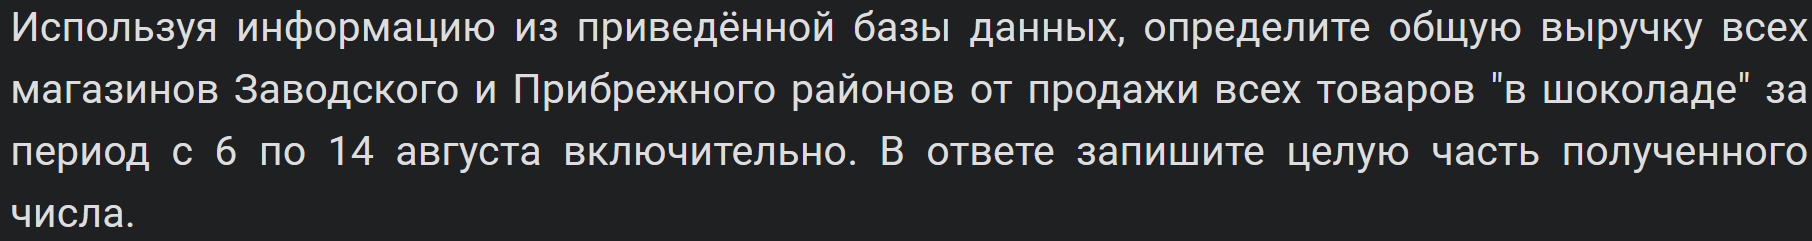 Используя информацию из приведённой базы данных, определите общую выручку всех
магазинов Заводского и Прибрежного районов от продажи всех товаров "в шоколаде" за
период с 6 по 14 августа включительно. В ответе запишите целую часть полученного
числа.